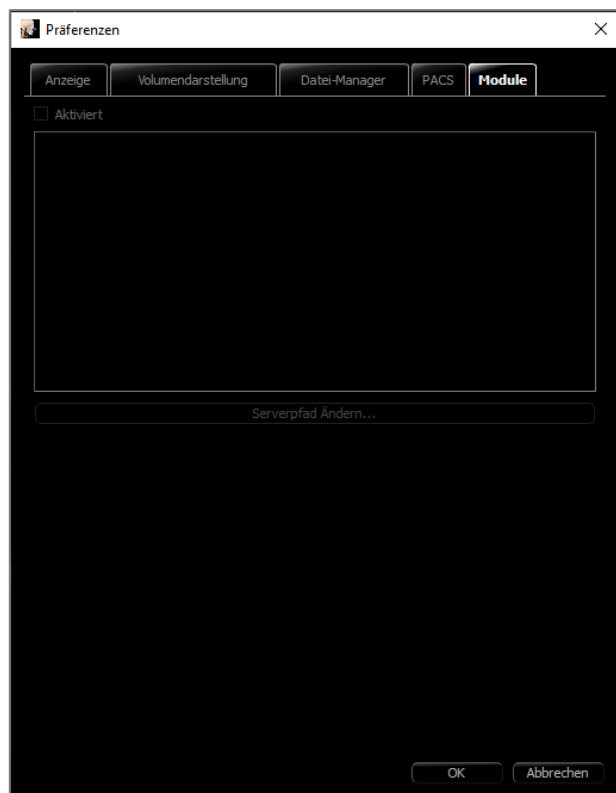 Präferenzen
Anzeige Volumendarstellung Datei-Manager PACS Module
Aktiviert
Serverpfad Ändern...
OK Abbrechen